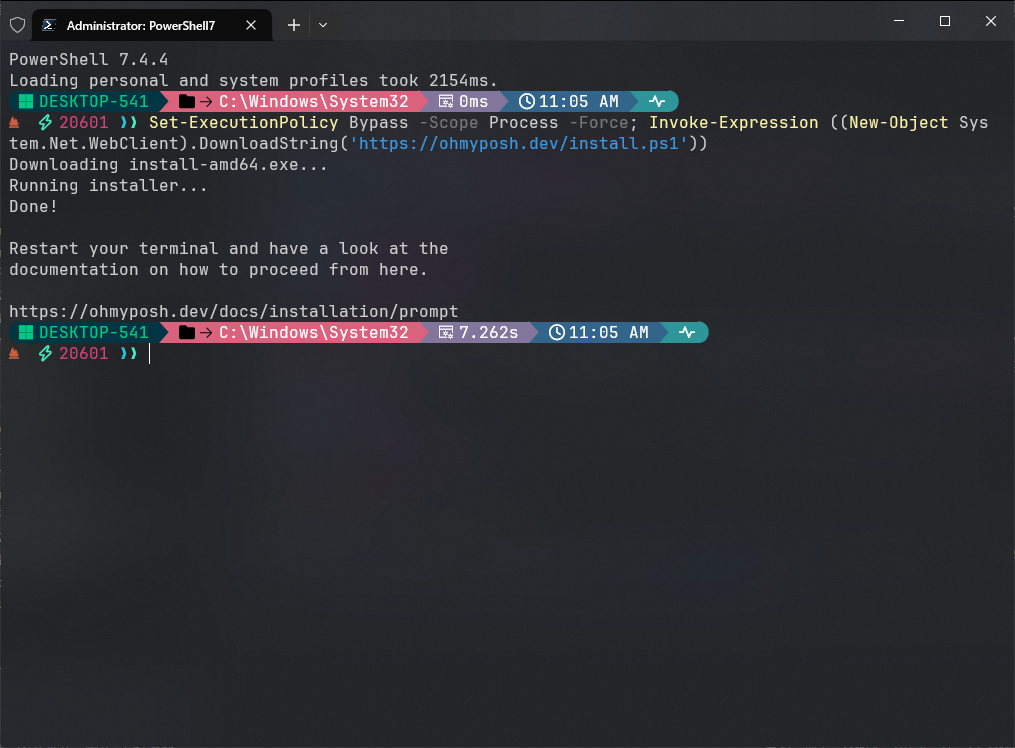 Administrator: PowerShell7
PowerShell 7.4.4
Loading personal and system profiles took 2154ms.
DESKTOP-541 → C:\Windows\System32 0ms 11:05 AM
20601 ❫❫ Set-ExecutionPolicy Bypass -Scope Process -Force; Invoke-Expression ((New-Object Sys
tem.Net.WebClient).DownloadString('https://ohmyposh.dev/install.ps1'))
Downloading install-amd64.exe...
Running installer...
Done!
Restart your terminal and have a look at the
documentation on how to proceed from here.
https://ohmyposh.dev/docs/installation/prompt
DESKTOP-541 → C:\Windows\System32 7.262s 11:05 AM
20601 ❫❫